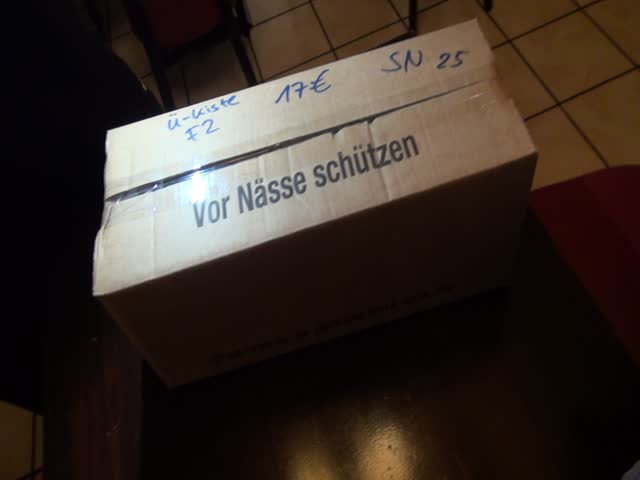 Ü-Kiste 17€ SN 25
F2
Vor Nässe schützen